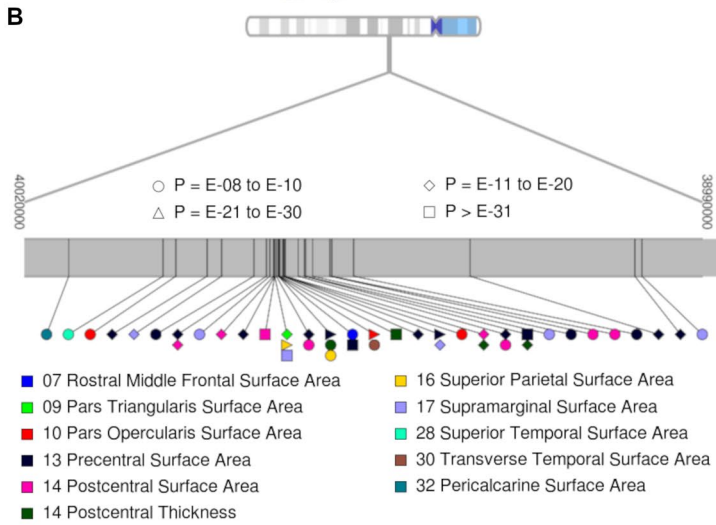 B
40020000
38990000
P = E-08 to E-10
P = E-11 to E-20
P = E-21 to E-30
P > E-31
07 Rostral Middle Frontal Surface Area
09 Pars Triangularis Surface Area
10 Pars Opercularis Surface Area
13 Precentral Surface Area
14 Postcentral Surface Area
14 Postcentral Thickness
16 Superior Parietal Surface Area
17 Supramarginal Surface Area
28 Superior Temporal Surface Area
30 Transverse Temporal Surface Area
32 Pericalcarine Surface Area